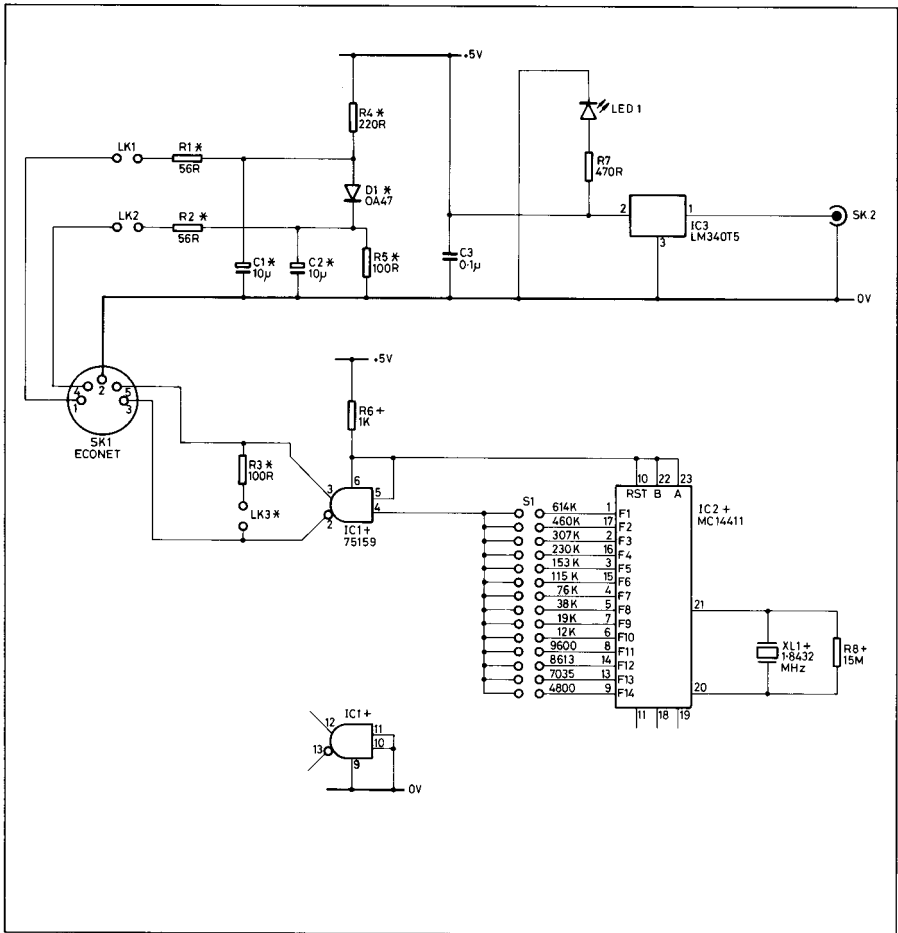 +5V
R4*
220R
LK1
R1*
56R
D1*
OA47
LK2
R2*
56R
C1*
10µ
C2*
10µ
R5*
100R
C3
0·1µ
LED 1
R7
470R
2
1
3
IC3
LM340T5
SK.2
0V
4
2
5
1
3
SK1
ECONET
+5V
R6+
1K
R3*
100R
LK3*
3
6
5
4
2
IC1+
75159
S1
10
22
23
RST
B
A
IC2+
MC14411
614K 1 F1
460K 17 F2
307K 2 F3
230K 16 F4
153K 3 F5
115K 15 F6
76K 4 F7
38K 5 F8
19K 7 F9
12K 6 F10
9600 8 F11
8613 14 F12
7035 13 F13
4800 9 F14
21
20
XL1+
1·8432
MHz
R8+
15M
11
18
19
IC1+
12
11
10
13
9
0V